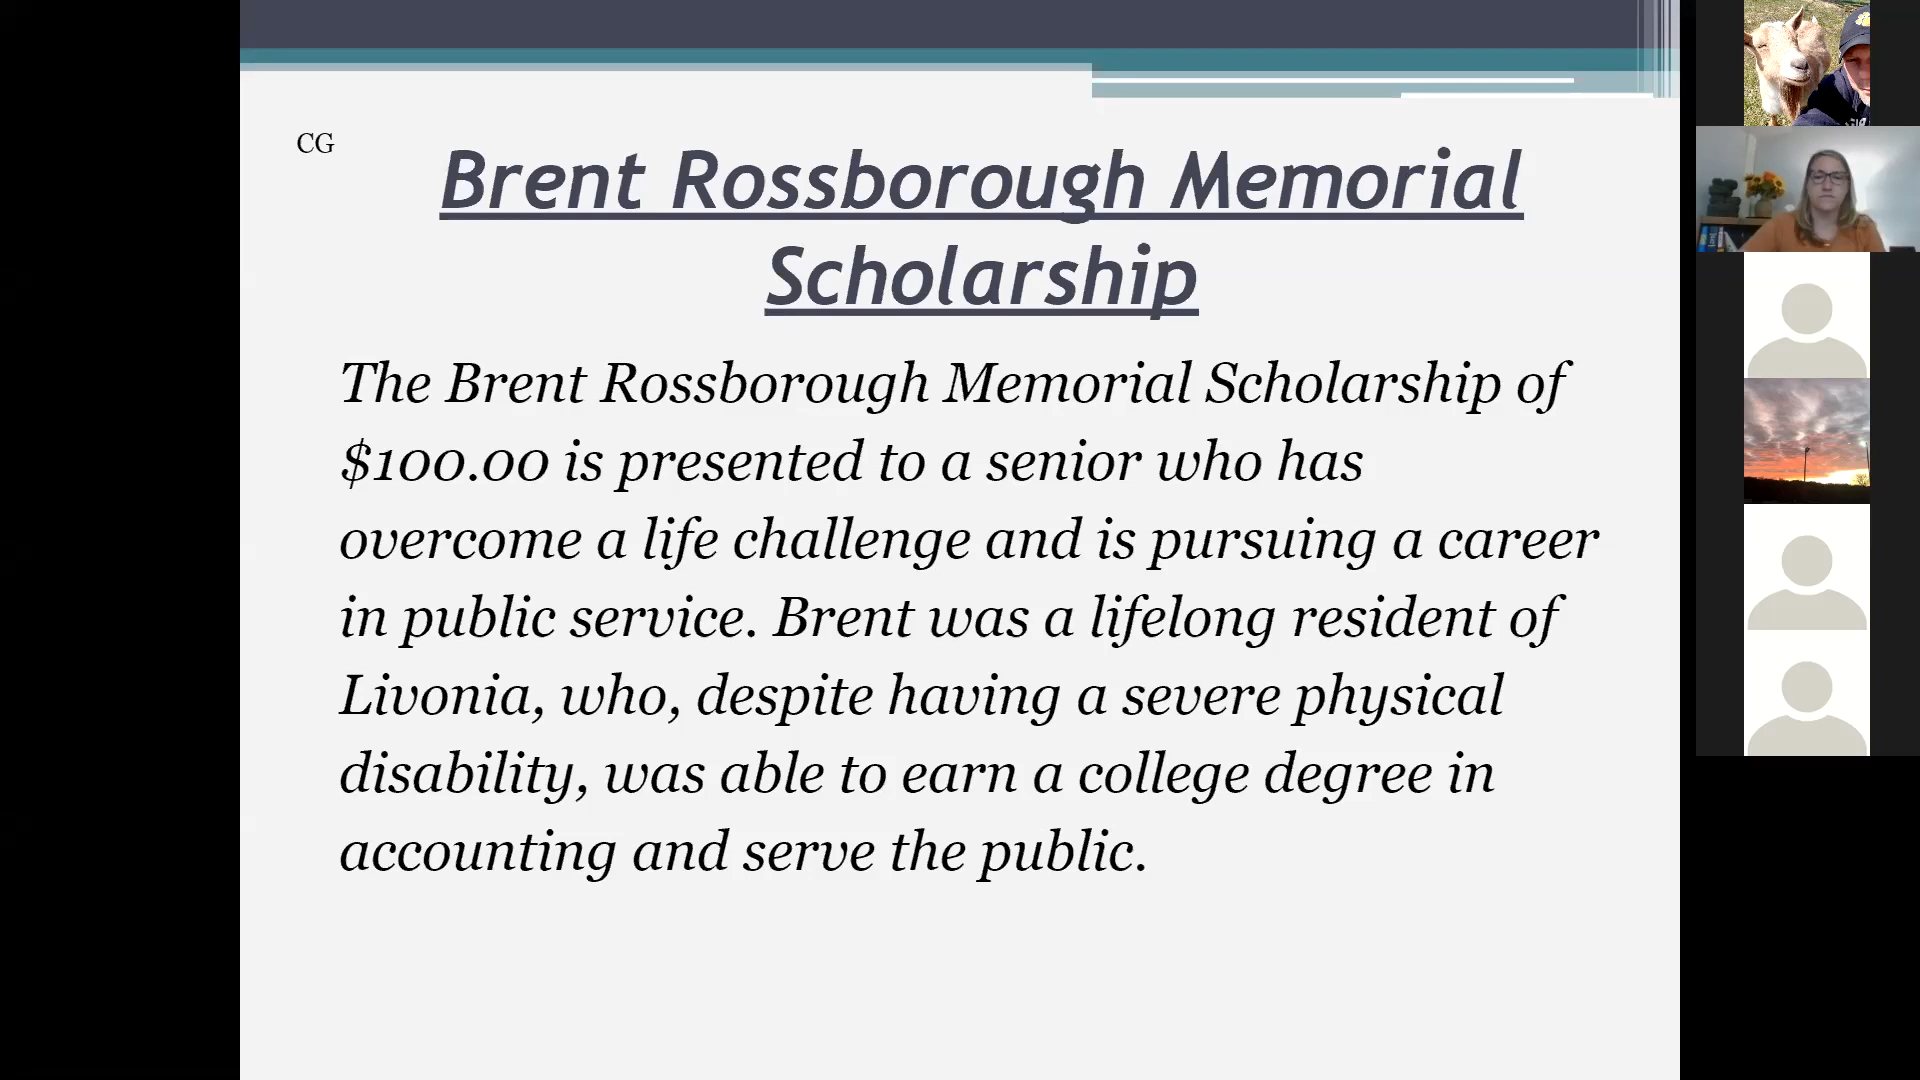 CG
Brent Rossborough Memorial
Scholarship
The Brent Rossborough Memorial Scholarship of
$100.00 is presented to a senior who has
overcome a life challenge and is pursuing a career
in public service. Brent was a lifelong resident of
Livonia, who, despite having a severe physical
disability, was able to earn a college degree in
accounting and serve the public.